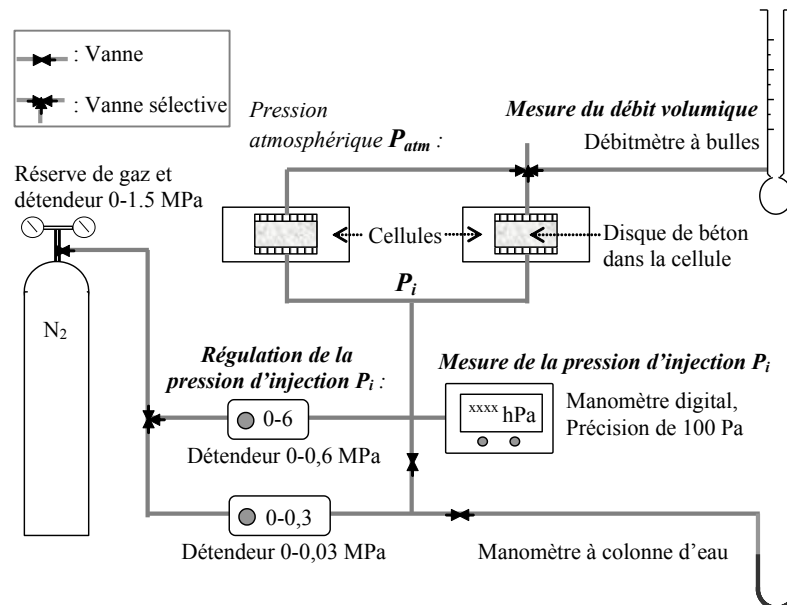 : Vanne
: Vanne sélective
Pression
atmosphérique Patm :
Mesure du débit volumique
Débitmètre à bulles
Réserve de gaz et
détendeur 0-1.5 MPa
Cellules
Disque de béton
dans la cellule
Pi
N2
Régulation de la
pression d'injection Pi :
Mesure de la pression d'injection Pi
0-6
xxxx hPa
Manomètre digital,
Précision de 100 Pa
Détendeur 0-0,6 MPa
0-0,3
Détendeur 0-0,03 MPa
Manomètre à colonne d'eau